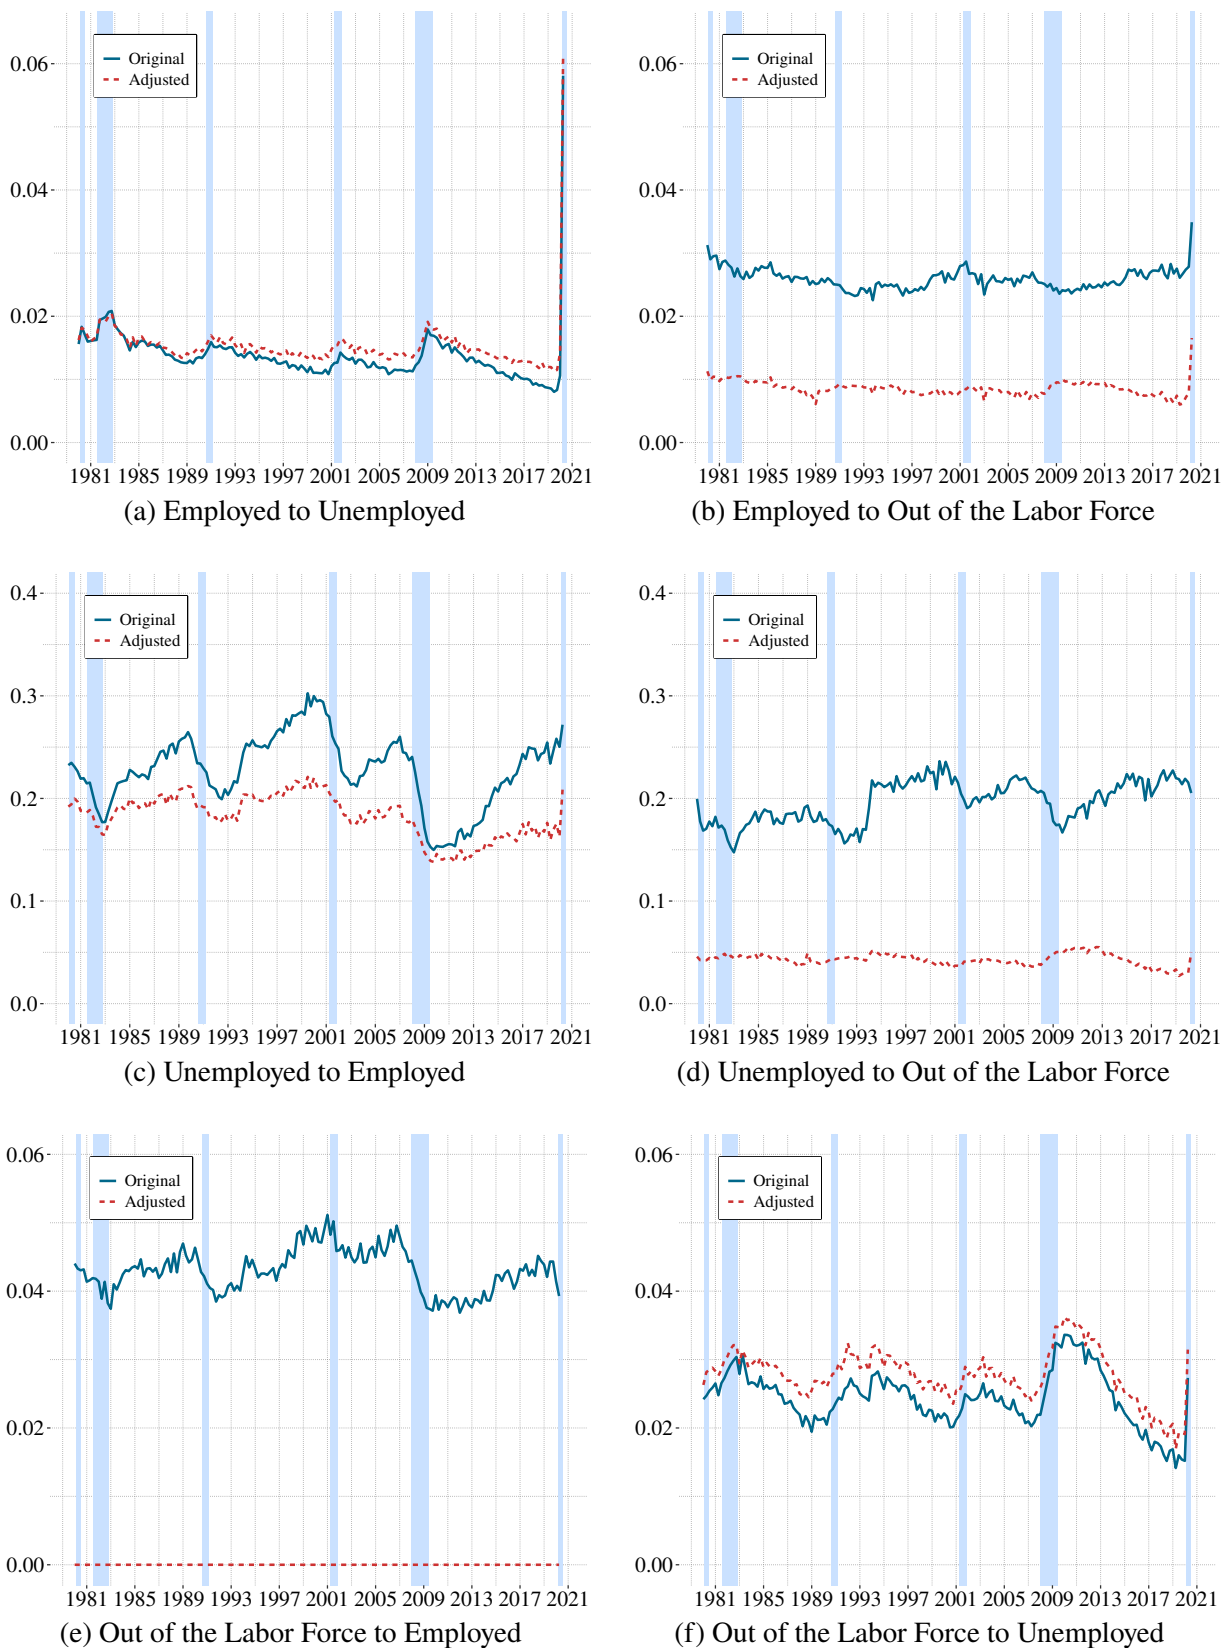 Original
Adjusted
0.06
0.04
0.02
0.00
1981 1985 1989 1993 1997 2001 2005 2009 2013 2017 2021
(a) Employed to Unemployed
Original
Adjusted
0.06
0.04
0.02
0.00
1981 1985 1989 1993 1997 2001 2005 2009 2013 2017 2021
(b) Employed to Out of the Labor Force
Original
Adjusted
0.4
0.3
0.2
0.1
0.0
1981 1985 1989 1993 1997 2001 2005 2009 2013 2017 2021
(c) Unemployed to Employed
Original
Adjusted
0.4
0.3
0.2
0.1
0.0
1981 1985 1989 1993 1997 2001 2005 2009 2013 2017 2021
(d) Unemployed to Out of the Labor Force
Original
Adjusted
0.06
0.04
0.02
0.00
1981 1985 1989 1993 1997 2001 2005 2009 2013 2017 2021
(e) Out of the Labor Force to Employed
Original
Adjusted
0.06
0.04
0.02
0.00
1981 1985 1989 1993 1997 2001 2005 2009 2013 2017 2021
(f) Out of the Labor Force to Unemployed